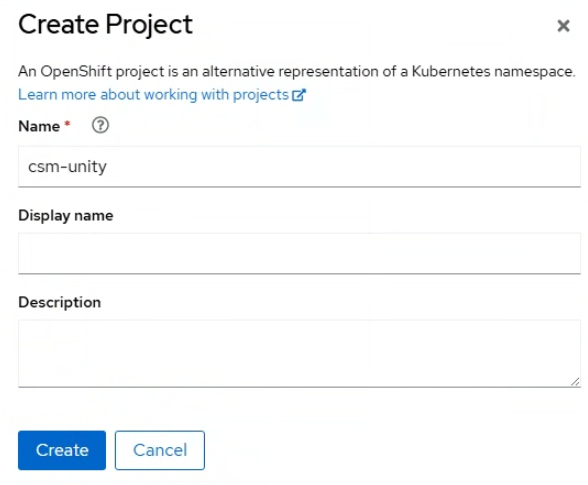 Create Project
An OpenShift project is an alternative representation of a Kubernetes namespace.
Learn more about working with projects
Name *
csm-unity
Display name
Description
Create Cancel